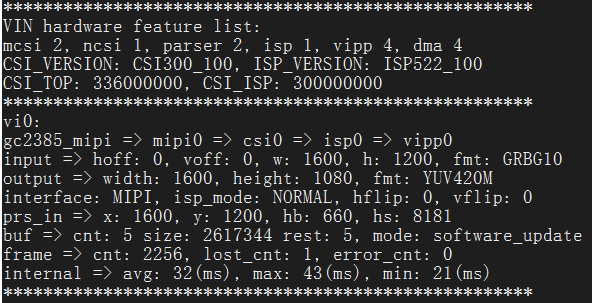 *****************************************************
VIN hardware feature list:
mcsi 2, ncsi 1, parser 2, isp 1, vipp 4, dma 4
CSI_VERSION: CSI300_100, ISP_VERSION: ISP522_100
CSI_TOP: 336000000, CSI_ISP: 300000000
*****************************************************
vi0:
gc2385_mipi => mipi0 => csi0 => isp0 => vipp0
input => hoff: 0, voff: 0, w: 1600, h: 1200, fmt: GRBG10
output => width: 1600, height: 1080, fmt: YUV420M
interface: MIPI, isp_mode: NORMAL, hflip: 0, vflip: 0
prs_in => x: 1600, y: 1200, hb: 660, hs: 8181
buf => cnt: 5 size: 2617344 rest: 5, mode: software_update
frame => cnt: 2256, lost_cnt: 1, error_cnt: 0
internal => avg: 32(ms), max: 43(ms), min: 21(ms)
*****************************************************